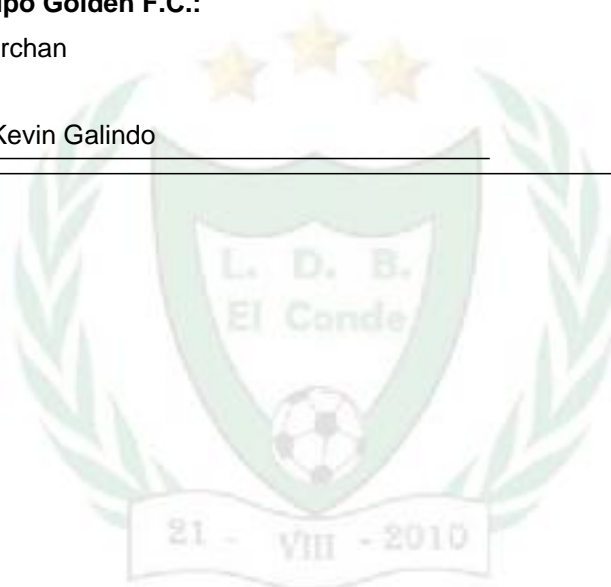 po Golden F.C.:
rchan
Kevin Galindo
L. D. B.
El Conde
21 - VIII - 2010